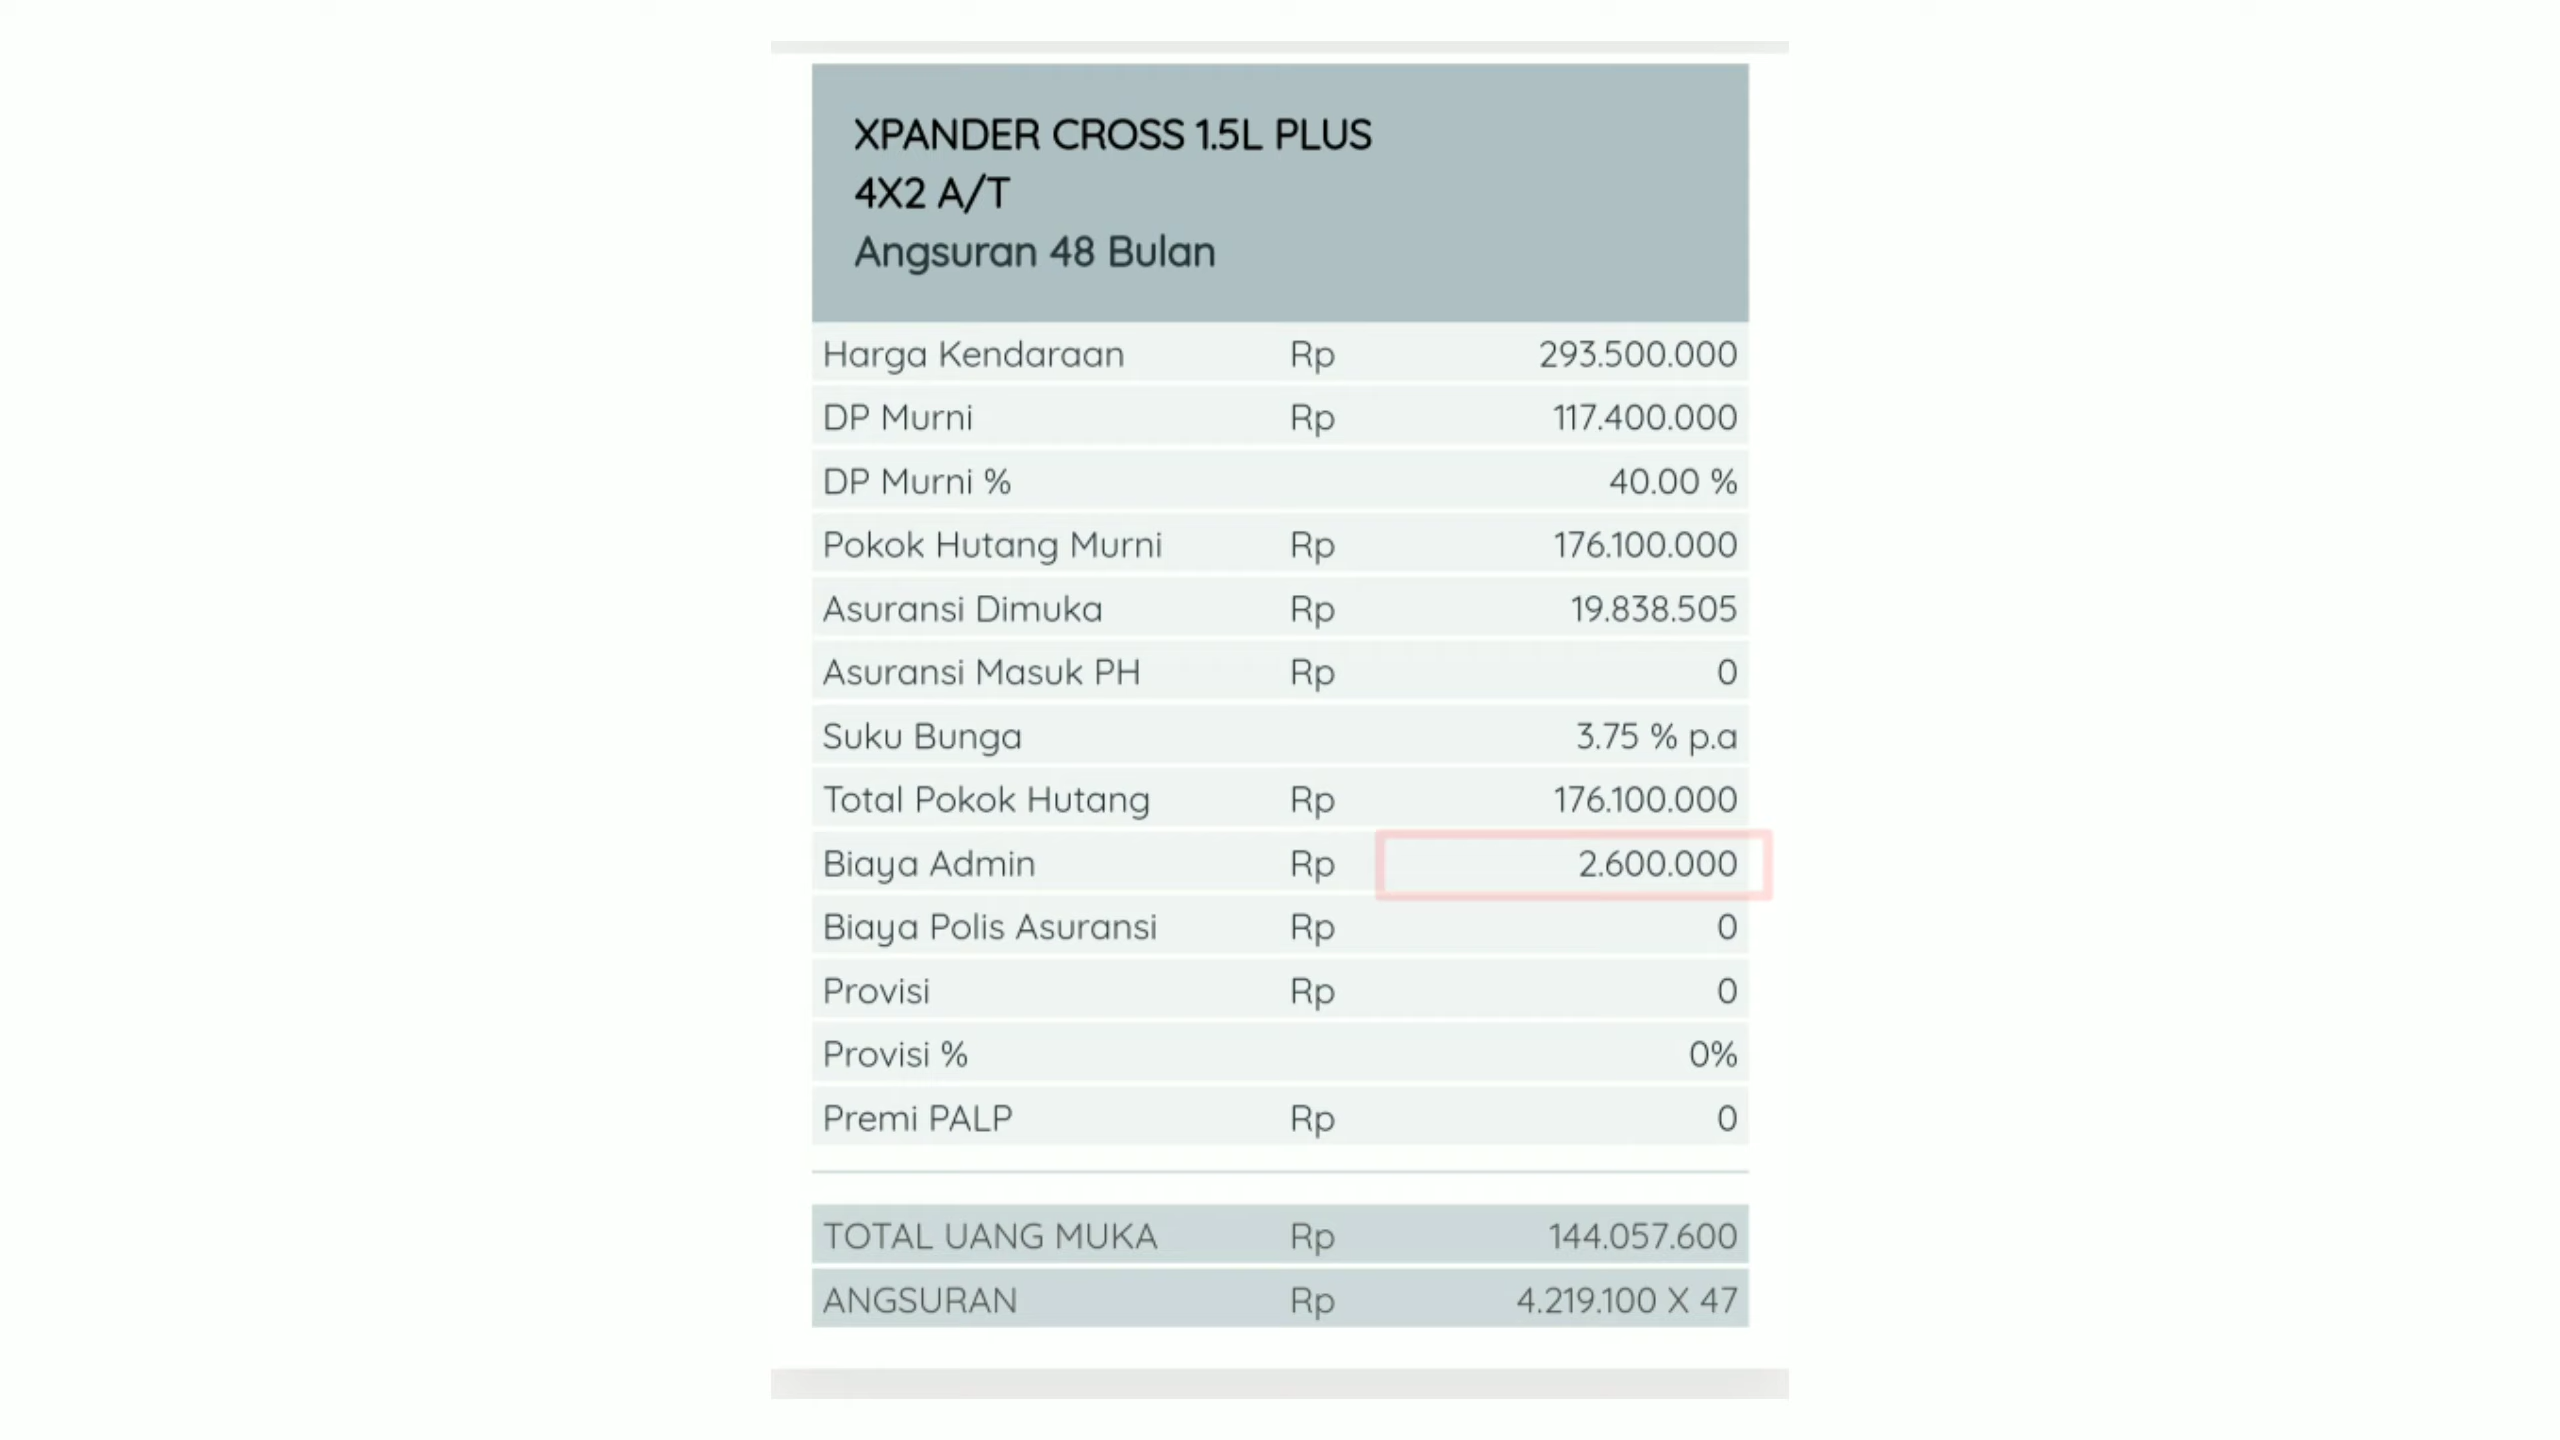 XPANDER CROSS 1.5L PLUS
4X2 A/T
Angsuran 48 Bulan
Harga Kendaraan Rp 293.500.000
DP Murni Rp 117.400.000
DP Murni % 40.00 %
Pokok Hutang Murni Rp 176.100.000
Asuransi Dimuka Rp 19.838.505
Asuransi Masuk PH Rp 0
Suku Bunga 3.75 % p.a
Total Pokok Hutang Rp 176.100.000
Biaya Admin Rp 2.600.000
Biaya Polis Asuransi Rp 0
Provisi Rp 0
Provisi % 0%
Premi PALP Rp 0
TOTAL UANG MUKA Rp 144.057.600
ANGSURAN Rp 4.219.100 X 47